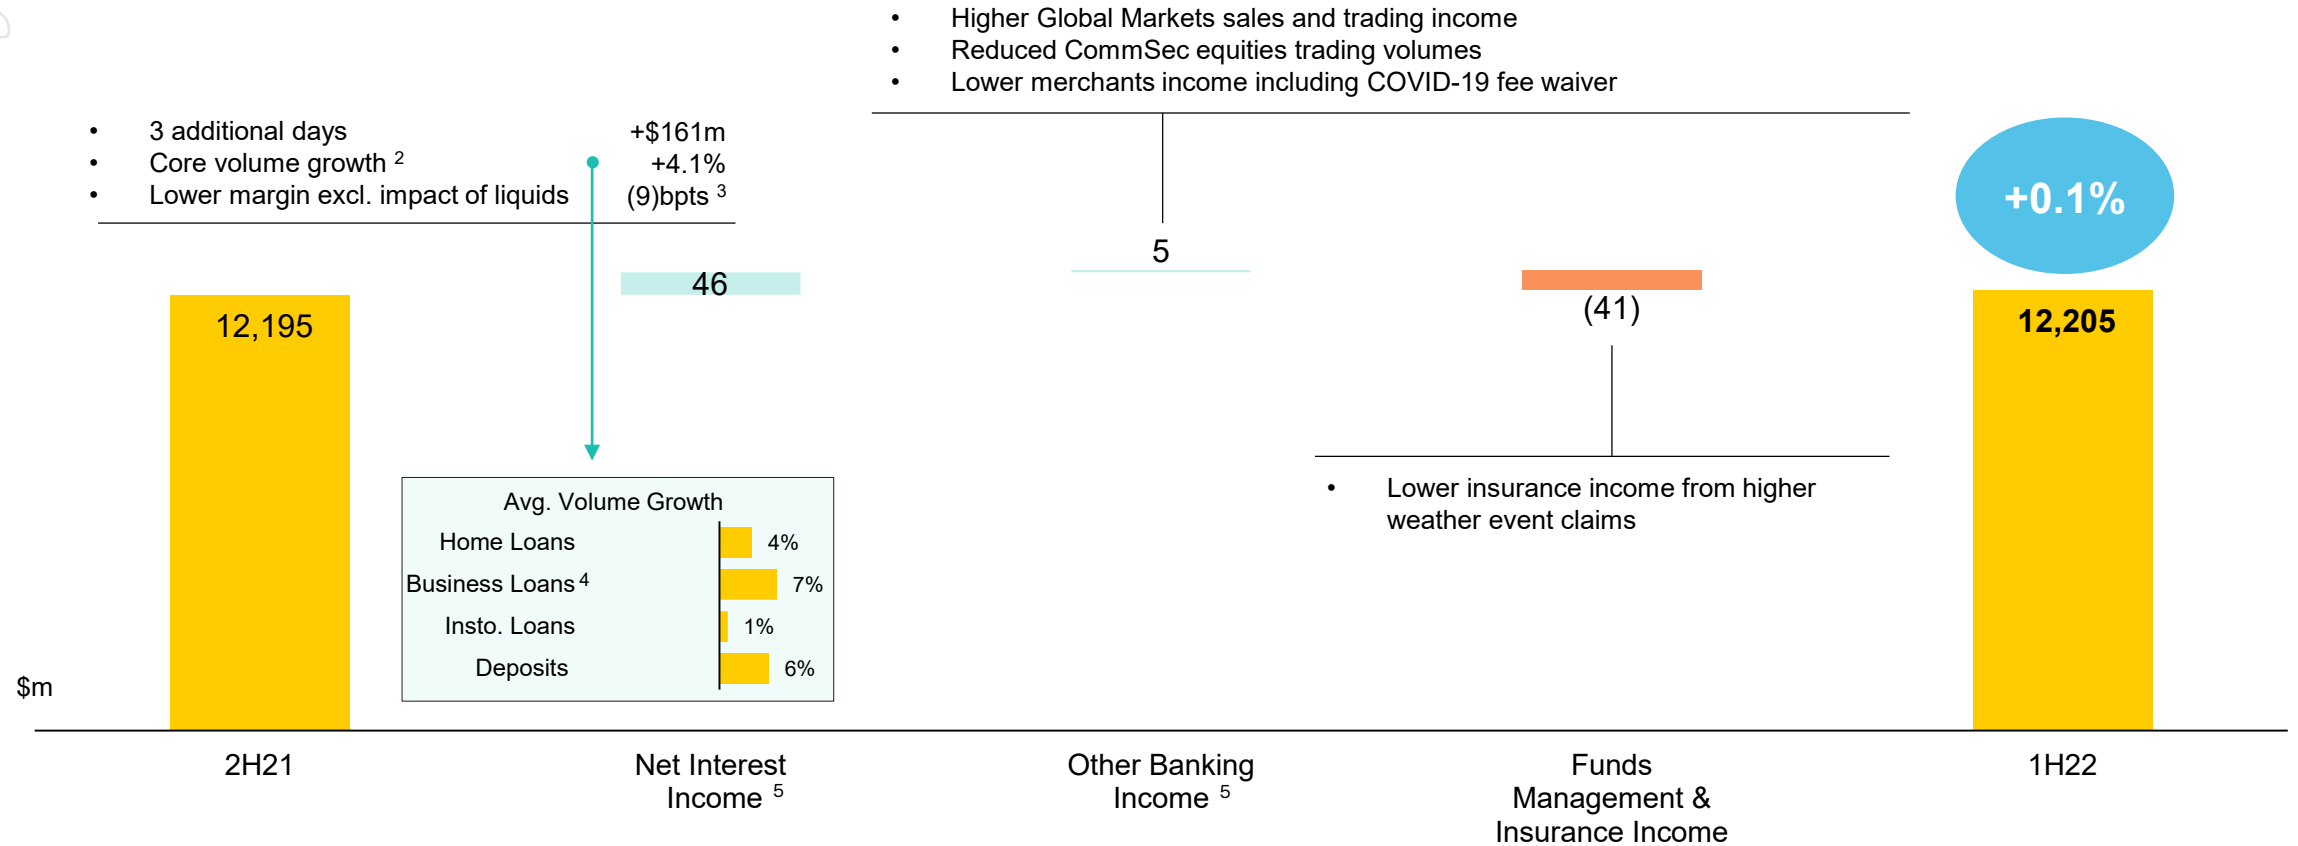 • Higher Global Markets sales and trading income
• Reduced CommSec equities trading volumes
• Lower merchants income including COVID-19 fee waiver
• 3 additional days +$161m
• Core volume growth 2 +4.1%
• Lower margin excl. impact of liquids (9)bpts 3
+0.1%
5
46
12,195
(41)
12,205
Avg. Volume Growth
Home Loans 4%
Business Loans 4 7%
Insto. Loans 1%
Deposits 6%
• Lower insurance income from higher
weather event claims
$m
2H21
Net Interest
Income 5
Other Banking
Income 5
Funds
Management &
Insurance Income
1H22